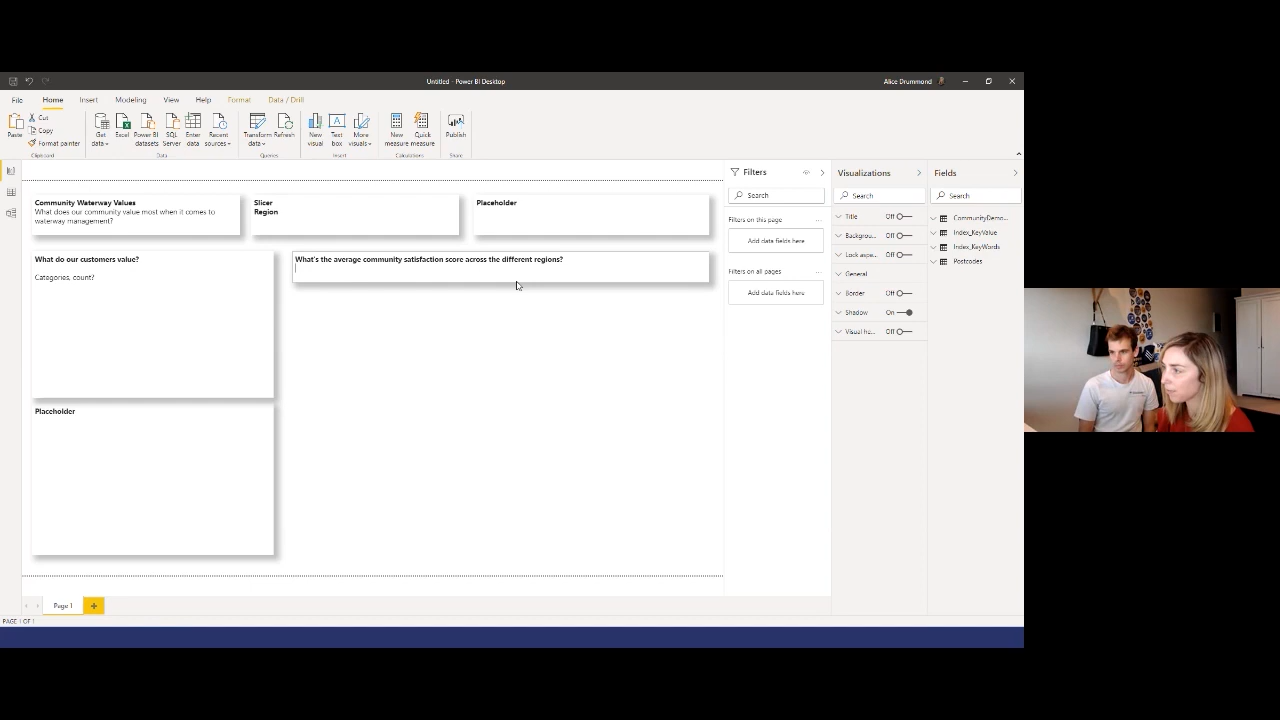 Untitled - Power BI Desktop
Alice Drummond
File Home Insert Modeling View Help Format Data / Drill
Paste
Cut
Copy
Format painter
Clipboard
Get data
Excel
Power BI datasets
SQL Server
Enter data
Recent sources
Data
Transform data
Refresh
Queries
New visual
Text box
More visuals
Insert
New measure
Quick measure
Calculations
Publish
Share
Community Waterway Values
What does our community value most when it comes to
waterway management?
Slicer
Region
Placeholder
What do our customers value?
Categories, count?
What's the average community satisfaction score across the different regions?
Placeholder
Filters
Search
Filters on this page
Add data fields here
Filters on all pages
Add data fields here
Visualizations
Search
Title Off
Backgrou... Off
Lock aspe... Off
General
Border Off
Shadow On
Visual he... Off
Fields
Search
CommunityDemo...
Index_KeyValue
Index_KeyWords
Postcodes
Page 1
PAGE 1 OF 1